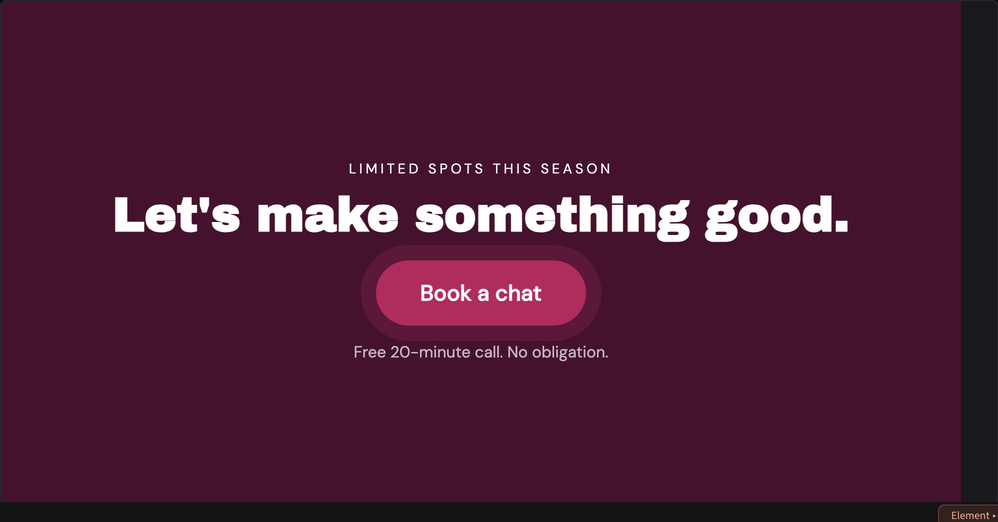 LIMITED SPOTS THIS SEASON
Let's make something good.
Book a chat
Free 20-minute call. No obligation.
Element